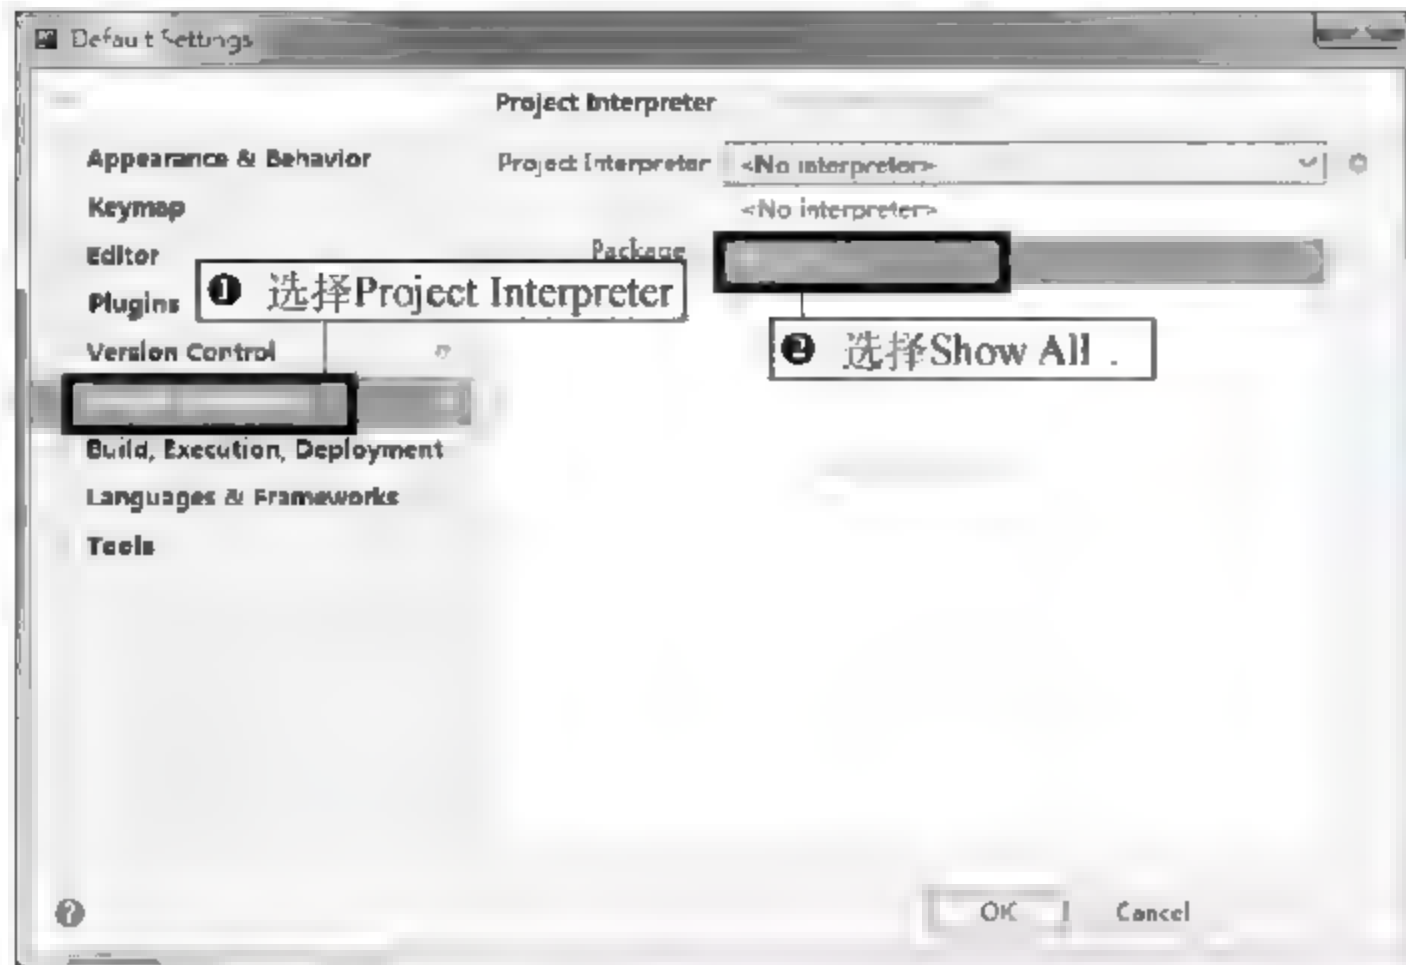 Default Settings
Project Interpreter
Appearance & Behavior
Project Interpreter <No interpreter>
Keymap
<No interpreter>
Editor
Package
Plugins
❶ 选择Project Interpreter
Version Control
❷ 选择Show All .
Build, Execution, Deployment
Languages & Frameworks
Tools
OK
Cancel